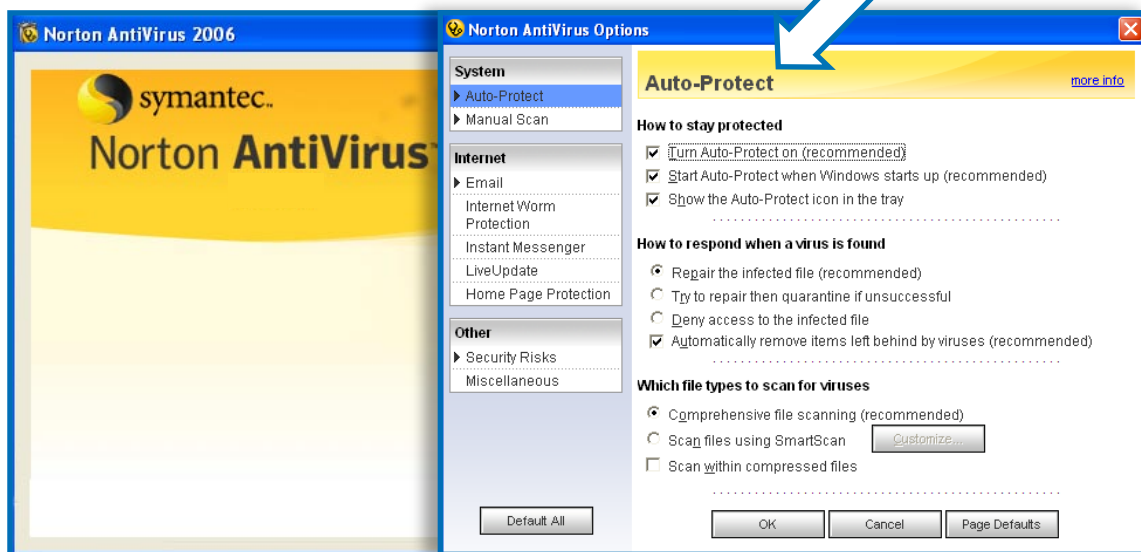 Norton AntiVirus 2006
symantec.
Norton AntiVirus
Norton AntiVirus Options
System
Auto-Protect
Manual Scan
Internet
Email
Internet Worm
Protection
Instant Messenger
LiveUpdate
Home Page Protection
Other
Security Risks
Miscellaneous
Default All
Auto-Protect
more info
How to stay protected
Turn Auto-Protect on (recommended)
Start Auto-Protect when Windows starts up (recommended)
Show the Auto-Protect icon in the tray
How to respond when a virus is found
Repair the infected file (recommended)
Try to repair then quarantine if unsuccessful
Deny access to the infected file
Automatically remove items left behind by viruses (recommended)
Which file types to scan for viruses
Comprehensive file scanning (recommended)
Scan files using SmartScan
Customize...
Scan within compressed files
OK
Cancel
Page Defaults